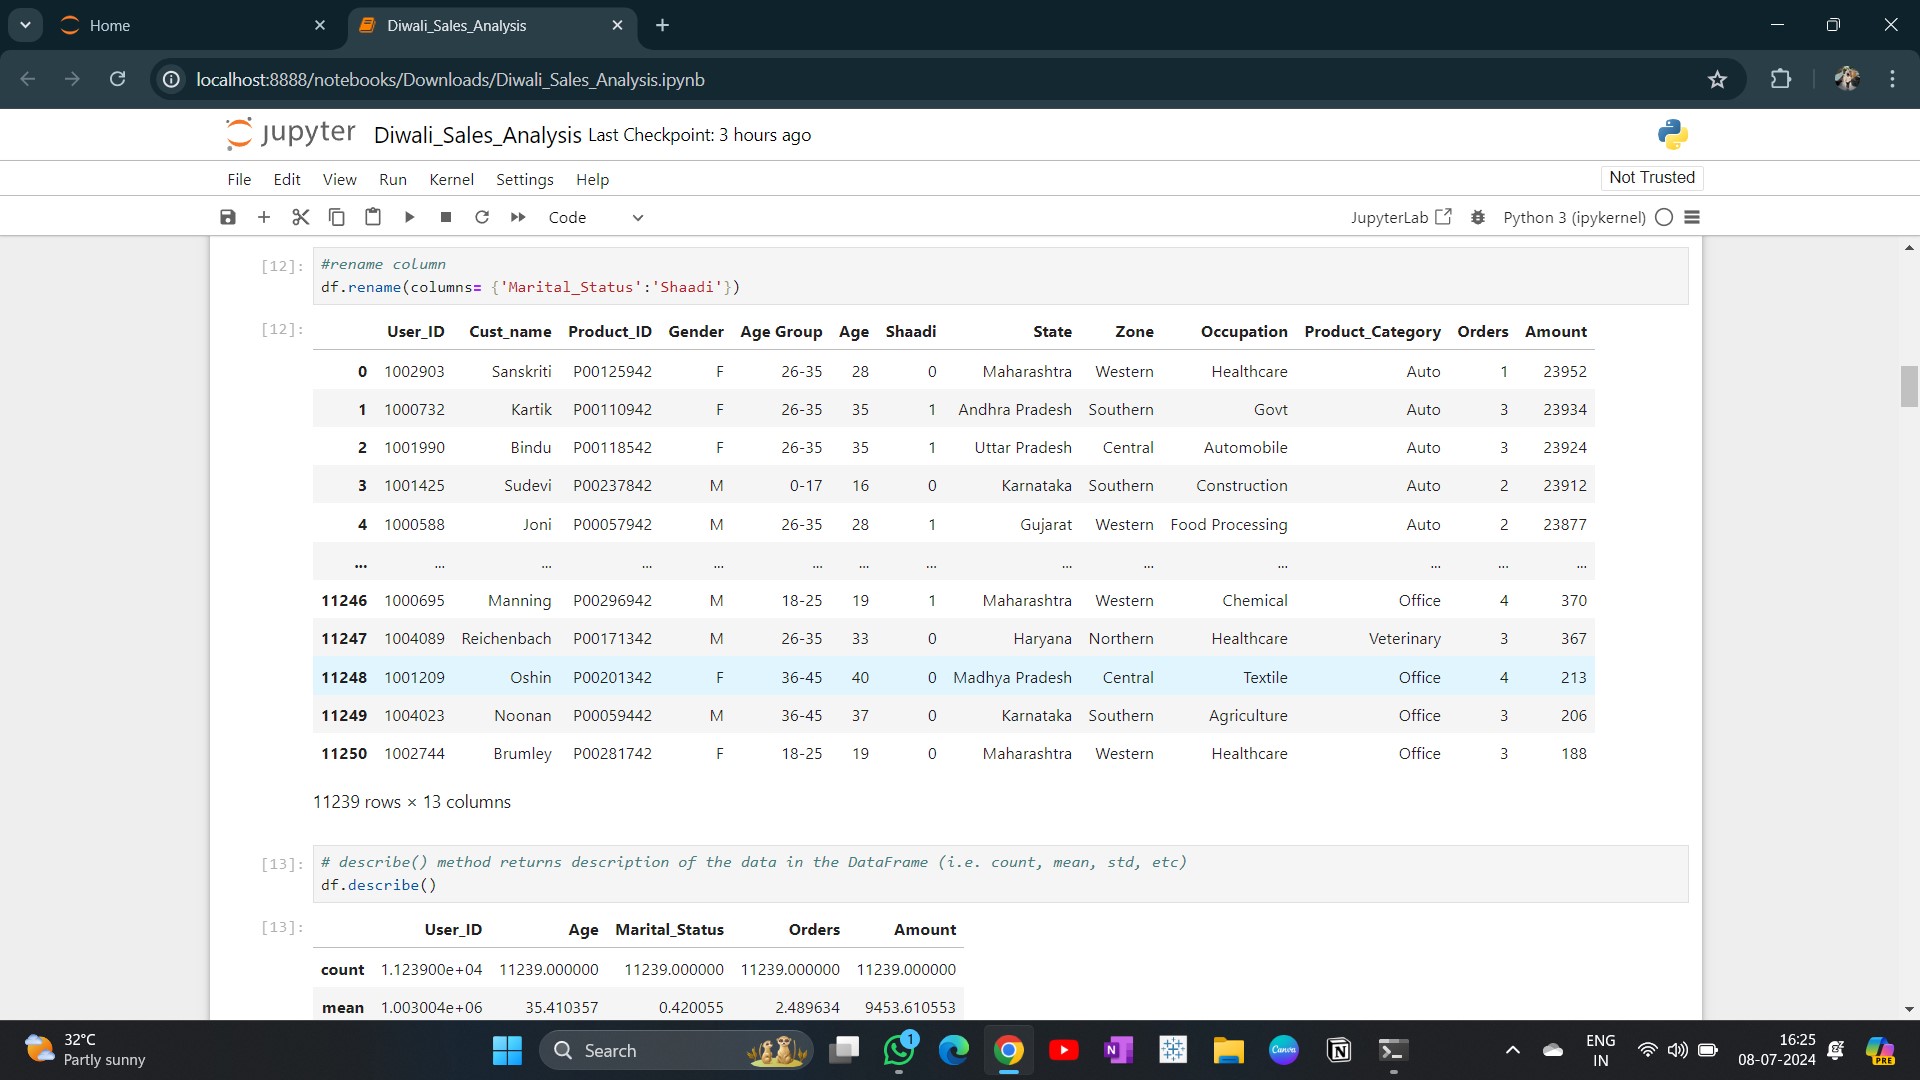 Home
Diwali_Sales_Analysis
localhost:8888/notebooks/Downloads/Diwali_Sales_Analysis.ipynb
jupyter Diwali_Sales_Analysis Last Checkpoint: 3 hours ago
File Edit View Run Kernel Settings Help
Not Trusted
Code
JupyterLab
Python 3 (ipykernel)
[12]: #rename column
df.rename(columns= {'Marital_Status':'Shaadi'})
[12]: User_ID Cust_name Product_ID Gender Age Group Age Shaadi State Zone Occupation Product_Category Orders Amount
0 1002903 Sanskriti P00125942 F 26-35 28 0 Maharashtra Western Healthcare Auto 1 23952
1 1000732 Kartik P00110942 F 26-35 35 1 Andhra Pradesh Southern Govt Auto 3 23934
2 1001990 Bindu P00118542 F 26-35 35 1 Uttar Pradesh Central Automobile Auto 3 23924
3 1001425 Sudevi P00237842 M 0-17 16 0 Karnataka Southern Construction Auto 2 23912
4 1000588 Joni P00057942 M 26-35 28 1 Gujarat Western Food Processing Auto 2 23877
... ... ... ... ... ... ... ... ... ... ... ... ... ...
11246 1000695 Manning P00296942 M 18-25 19 1 Maharashtra Western Chemical Office 4 370
11247 1004089 Reichenbach P00171342 M 26-35 33 0 Haryana Northern Healthcare Veterinary 3 367
11248 1001209 Oshin P00201342 F 36-45 40 0 Madhya Pradesh Central Textile Office 4 213
11249 1004023 Noonan P00059442 M 36-45 37 0 Karnataka Southern Agriculture Office 3 206
11250 1002744 Brumley P00281742 F 18-25 19 0 Maharashtra Western Healthcare Office 3 188
11239 rows × 13 columns
[13]: # describe() method returns description of the data in the DataFrame (i.e. count, mean, std, etc)
df.describe()
[13]: User_ID Age Marital_Status Orders Amount
count 1.123900e+04 11239.000000 11239.000000 11239.000000 11239.000000
mean 1.003004e+06 35.410357 0.420055 2.489634 9453.610553
32°C
Partly sunny
Search
1
Canva
ENG
IN
16:25
08-07-2024
PRE